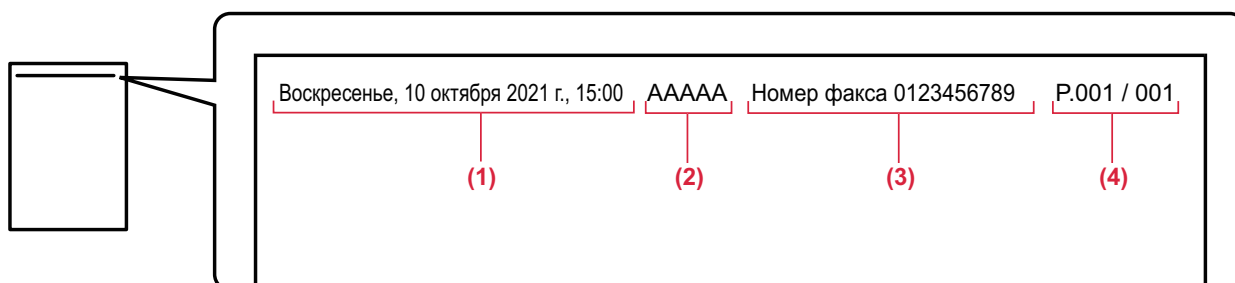 Воскресенье, 10 октября 2021 г., 15:00 AAAAA Номер факса 0123456789 P.001 / 001
(1) (2) (3) (4)